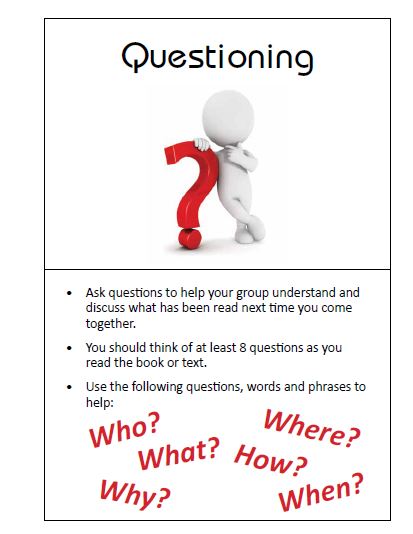 Questioning
• Ask questions to help your group understand and
discuss what has been read next time you come
together.
• You should think of at least 8 questions as you
read the book or text.
• Use the following questions, words and phrases to
help:
Who?
Where?
What?
How?
Why?
When?